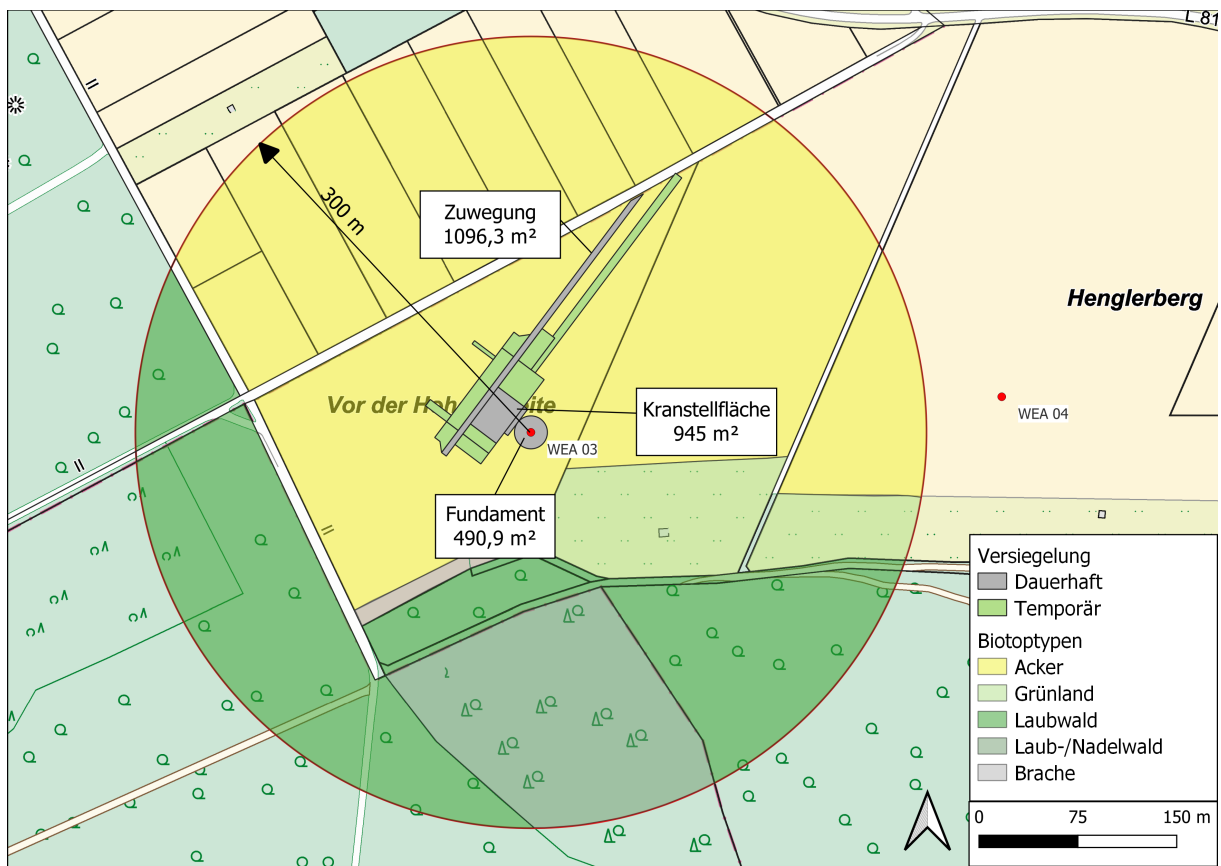 L 81
300 m
Zuwegung
1096,3 m²
Henglerberg
Vor der Hoh
ite
Kranstellfläche
945 m²
WEA 04
WEA 03
Fundament
490,9 m²
Versiegelung
Dauerhaft
Temporär
Biotoptypen
Acker
Grünland
Laubwald
Laub-/Nadelwald
Brache
0 75 150 m